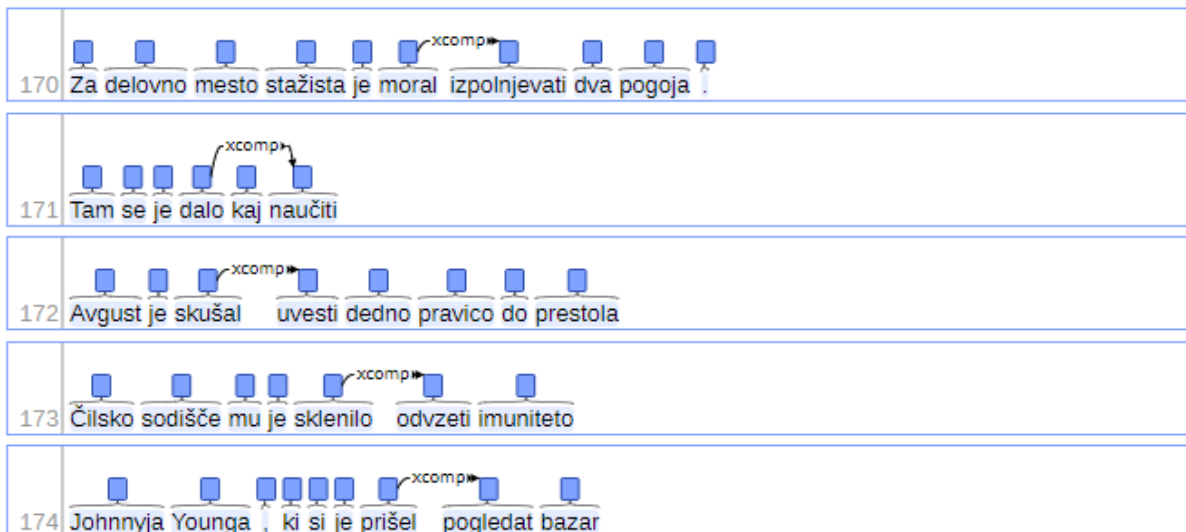 xcomp
170 Za delovno mesto stažista je moral izpolnjevati dva pogoja .
xcomp
171 Tam se je dalo kaj naučiti
xcomp
172 Avgust je skušal uvesti dedno pravico do prestola
xcomp
173 Čilsko sodišče mu je sklenilo odvzeti imuniteto
xcomp
174 Johnnyja Younga , ki si je prišel pogledat bazar